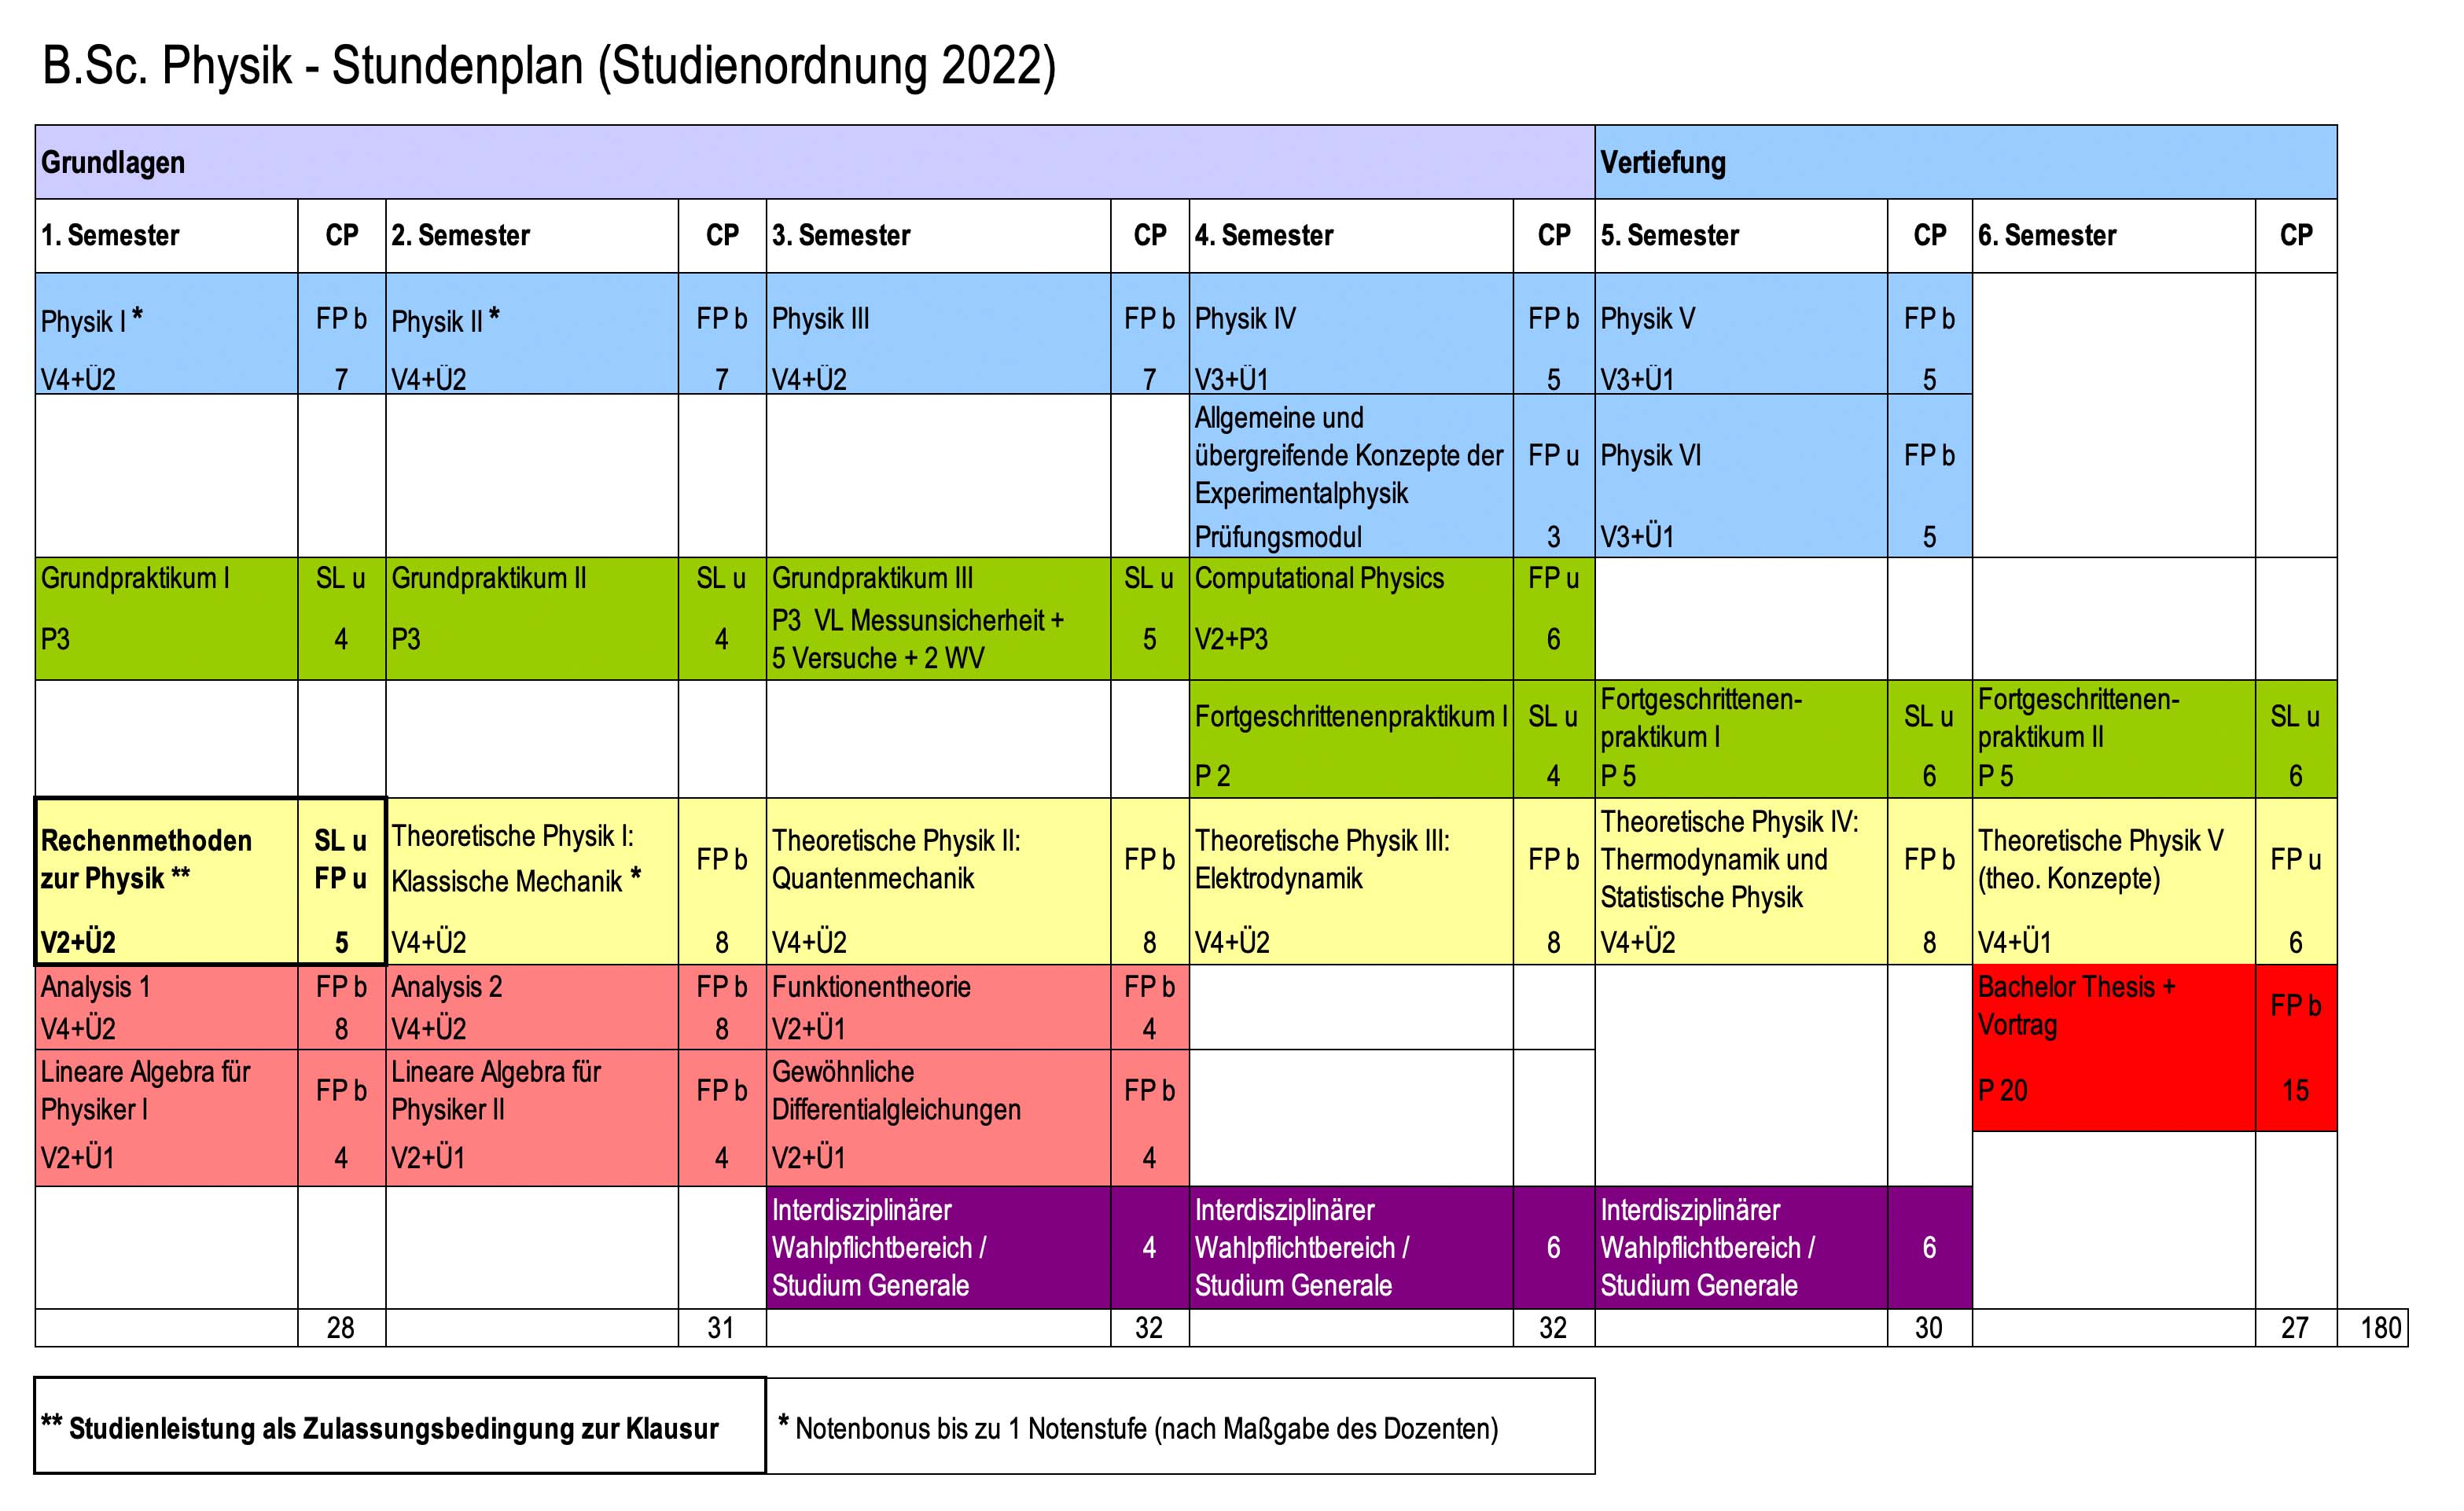 B.Sc. Physik - Stundenplan (Studienordnung 2022)
Grundlagen Vertiefung
1. Semester CP 2. Semester CP 3. Semester CP 4. Semester CP 5. Semester CP 6. Semester CP
Physik I * FP b Physik II * FP b Physik III FP b Physik IV FP b Physik V FP b
V4+Ü2 7 V4+Ü2 7 V4+Ü2 7 V3+Ü1 5 V3+Ü1 5
Allgemeine und
übergreifende Konzepte der FP u Physik VI FP b
Experimentalphysik
Prüfungsmodul 3 V3+Ü1 5
Grundpraktikum I SL u Grundpraktikum II SL u Grundpraktikum III SL u Computational Physics FP u
P3 4 P3 4 P3 VL Messunsicherheit + 5 V2+P3 6
5 Versuche + 2 WV
Fortgeschrittenenpraktikum I SL u Fortgeschrittenen- SL u Fortgeschrittenen- SL u
praktikum I praktikum II
P 2 4 P 5 6 P 5 6
Rechenmethoden SL u Theoretische Physik I: FP b Theoretische Physik II: FP b Theoretische Physik III: FP b Theoretische Physik IV: FP b Theoretische Physik V FP u
zur Physik ** FP u Klassische Mechanik * Quantenmechanik Elektrodynamik Thermodynamik und (theo. Konzepte)
Statistische Physik
V2+Ü2 5 V4+Ü2 8 V4+Ü2 8 V4+Ü2 8 V4+Ü2 8 V4+Ü1 6
Analysis 1 FP b Analysis 2 FP b Funktionentheorie FP b Bachelor Thesis + FP b
V4+Ü2 8 V4+Ü2 8 V2+Ü1 4 Vortrag
Lineare Algebra für FP b Lineare Algebra für FP b Gewöhnliche FP b P 20 15
Physiker I Physiker II Differentialgleichungen
V2+Ü1 4 V2+Ü1 4 V2+Ü1 4
Interdisziplinärer Interdisziplinärer Interdisziplinärer
Wahlpflichtbereich / 4 Wahlpflichtbereich / 6 Wahlpflichtbereich / 6
Studium Generale Studium Generale Studium Generale
28 31 32 32 30 27 180
** Studienleistung als Zulassungsbedingung zur Klausur * Notenbonus bis zu 1 Notenstufe (nach Maßgabe des Dozenten)